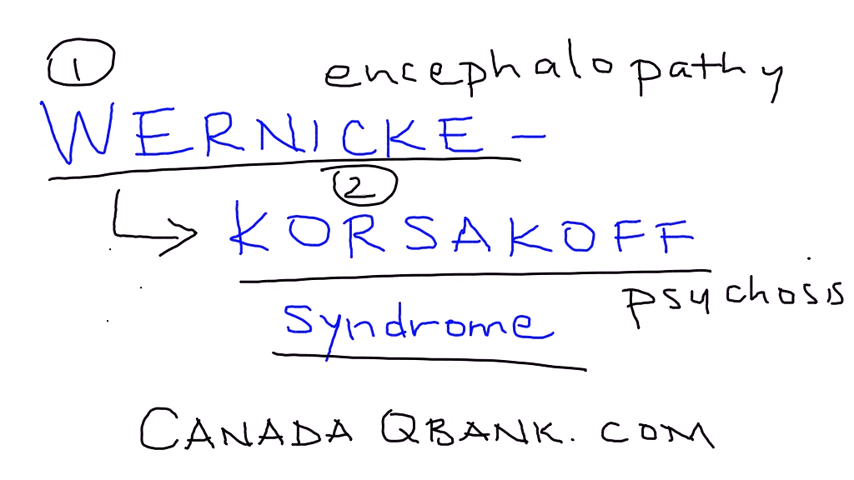 1
encephalopathy
WERNICKE –
2
KORSAKOFF
psychosis
syndrome
CANADA QBANK.COM